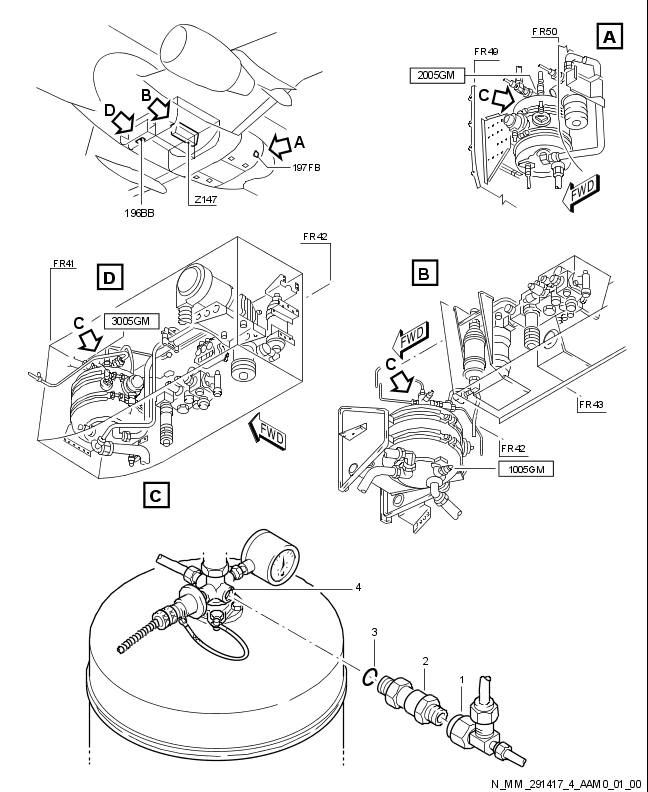 A
FR50
FR49
2005GM
C
FWD
B
D
A
197FB
Z147
196BB
FR42
FR41
D
B
C
3005GM
FWD
C
FWD
FR43
FR42
1005GM
C
4
3
2
1
N_MM_291417_4_AAM0_01_00